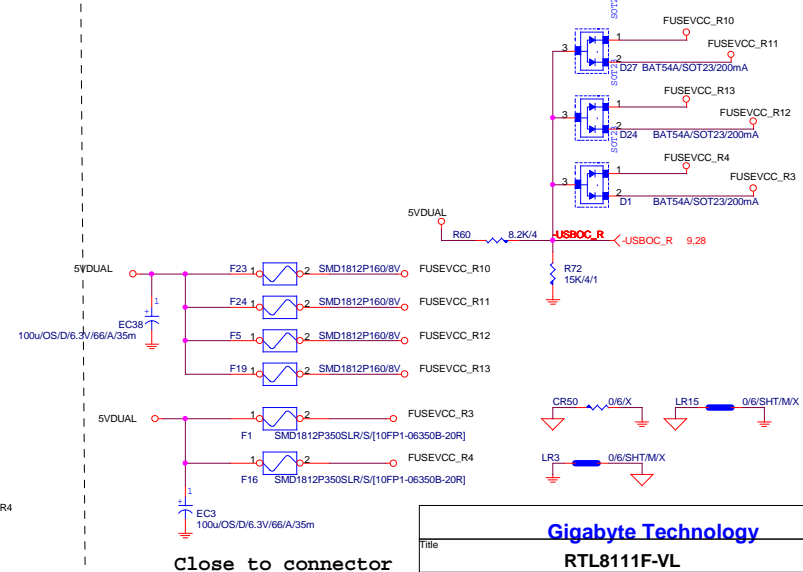 SOT2
FUSEVCC_R10
1
FUSEVCC_R11
3
2
D27 BAT54A/SOT23/200mA
SOT23
FUSEVCC_R13
1
FUSEVCC_R12
3
2
D24 BAT54A/SOT23/200mA
SOT23
FUSEVCC_R4
1
FUSEVCC_R3
3
2
D1 BAT54A/SOT23/200mA
5VDUAL
R60 8.2K/4 -USBOC_R -USBOC_R 9,28
R72
15K/4/1
5VDUAL F23 1 2 SMD1812P160/8V FUSEVCC_R10
1
+
EC38
100u/OS/D/6.3V/66/A/35m
F24 1 2 SMD1812P160/8V FUSEVCC_R11
F5 1 2 SMD1812P160/8V FUSEVCC_R12
F19 1 2 SMD1812P160/8V FUSEVCC_R13
CR50 0/6/X LR15 0/6/SHT/M/X
5VDUAL 1 2 FUSEVCC_R3
F1 SMD1812P350SLR/S/[10FP1-06350B-20R]
LR3 0/6/SHT/M/X
1 2 FUSEVCC_R4
F16 SMD1812P350SLR/S/[10FP1-06350B-20R]
1
+
EC3
100u/OS/D/6.3V/66/A/35m
R4
Close to connector
Gigabyte Technology
Title
RTL8111F-VL